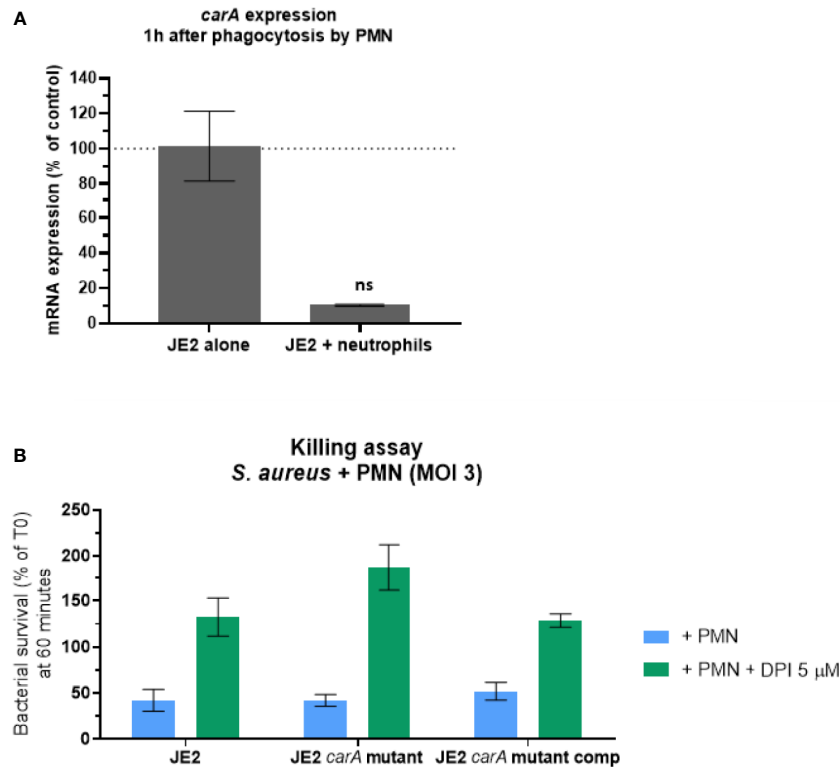 A
carA expression
1h after phagocytosis by PMN
mRNA expression (% of control)
140
120
100
80
60
40
20
0
ns
JE2 alone
JE2 + neutrophils
B
Killing assay
S. aureus + PMN (MOI 3)
Bacterial survival (% of T0)
at 60 minutes
250
200
150
100
50
0
JE2
JE2 carA mutant
JE2 carA mutant comp
+ PMN
+ PMN + DPI 5 µM